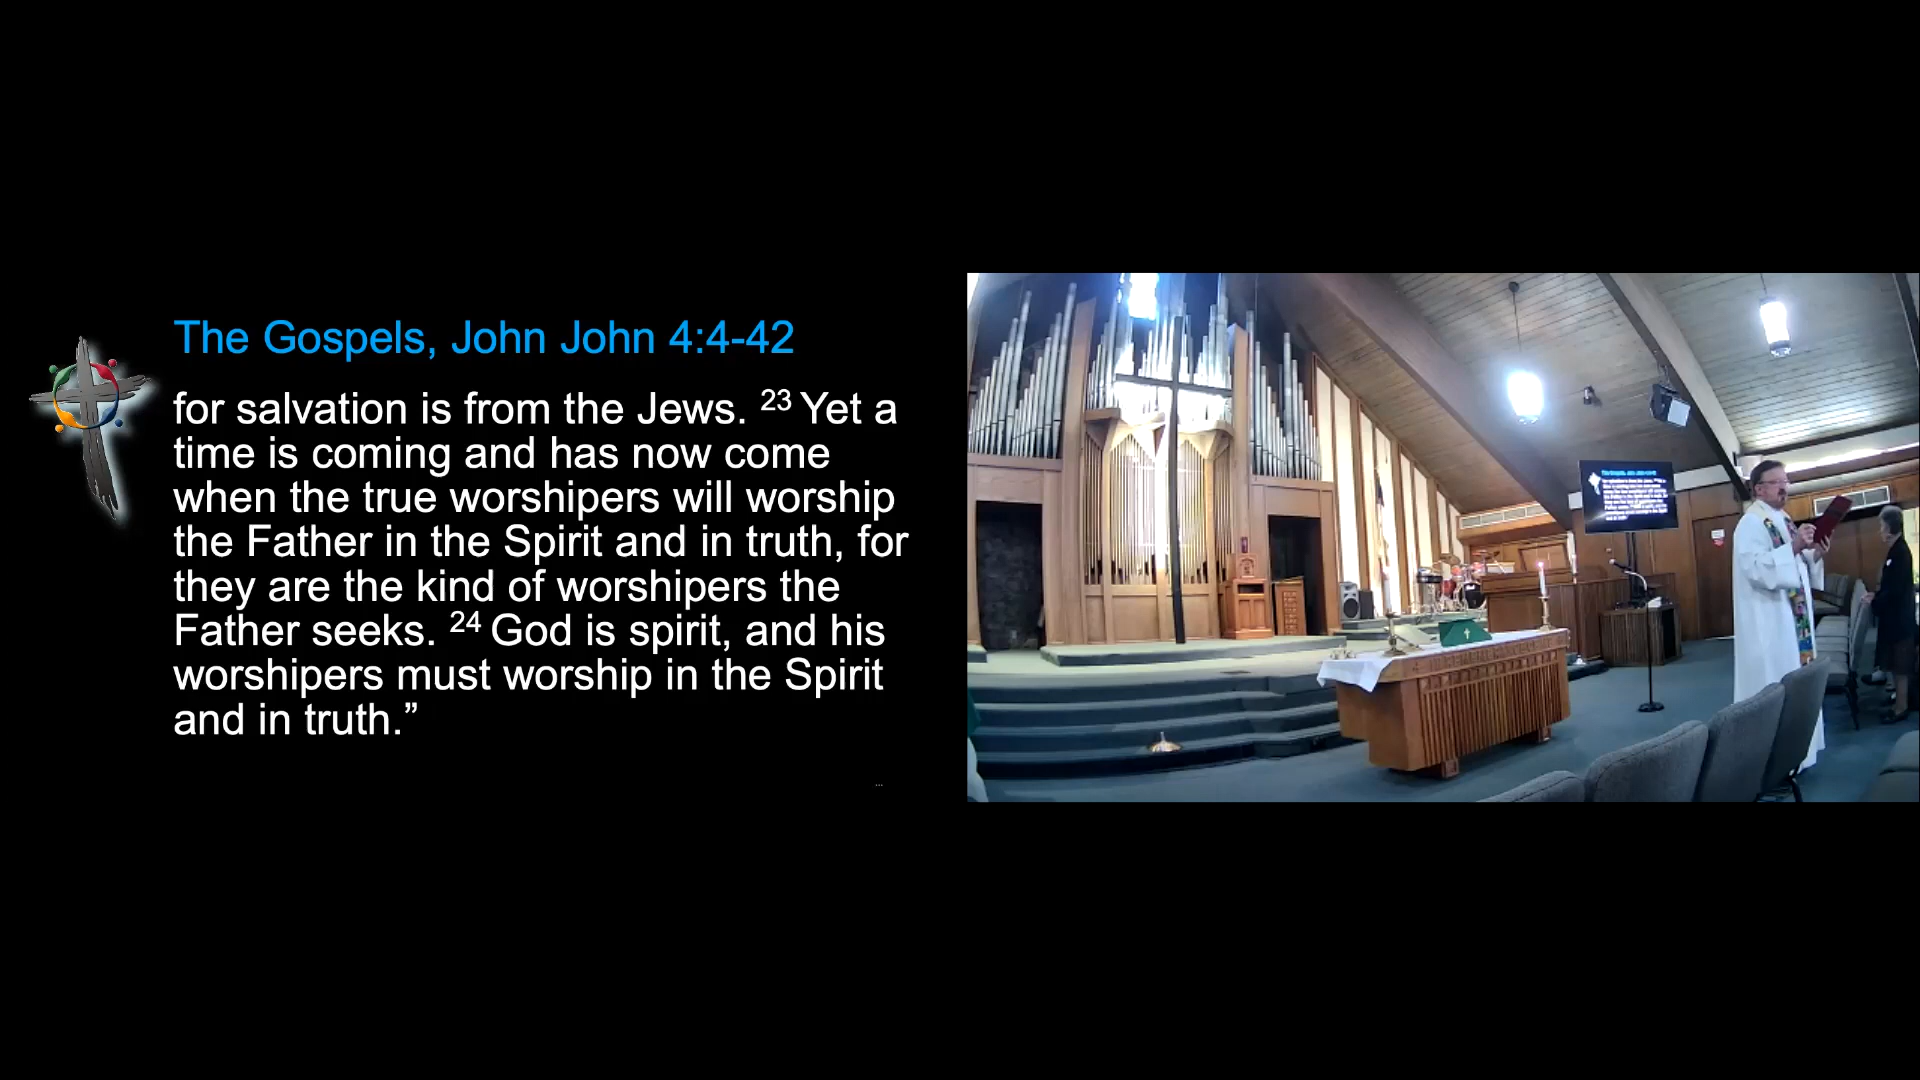 The Gospels, John John 4:4-42
for salvation is from the Jews. 23 Yet a
time is coming and has now come
when the true worshipers will worship
the Father in the Spirit and in truth, for
they are the kind of worshipers the
Father seeks. 24 God is spirit, and his
worshipers must worship in the Spirit
and in truth.”
...